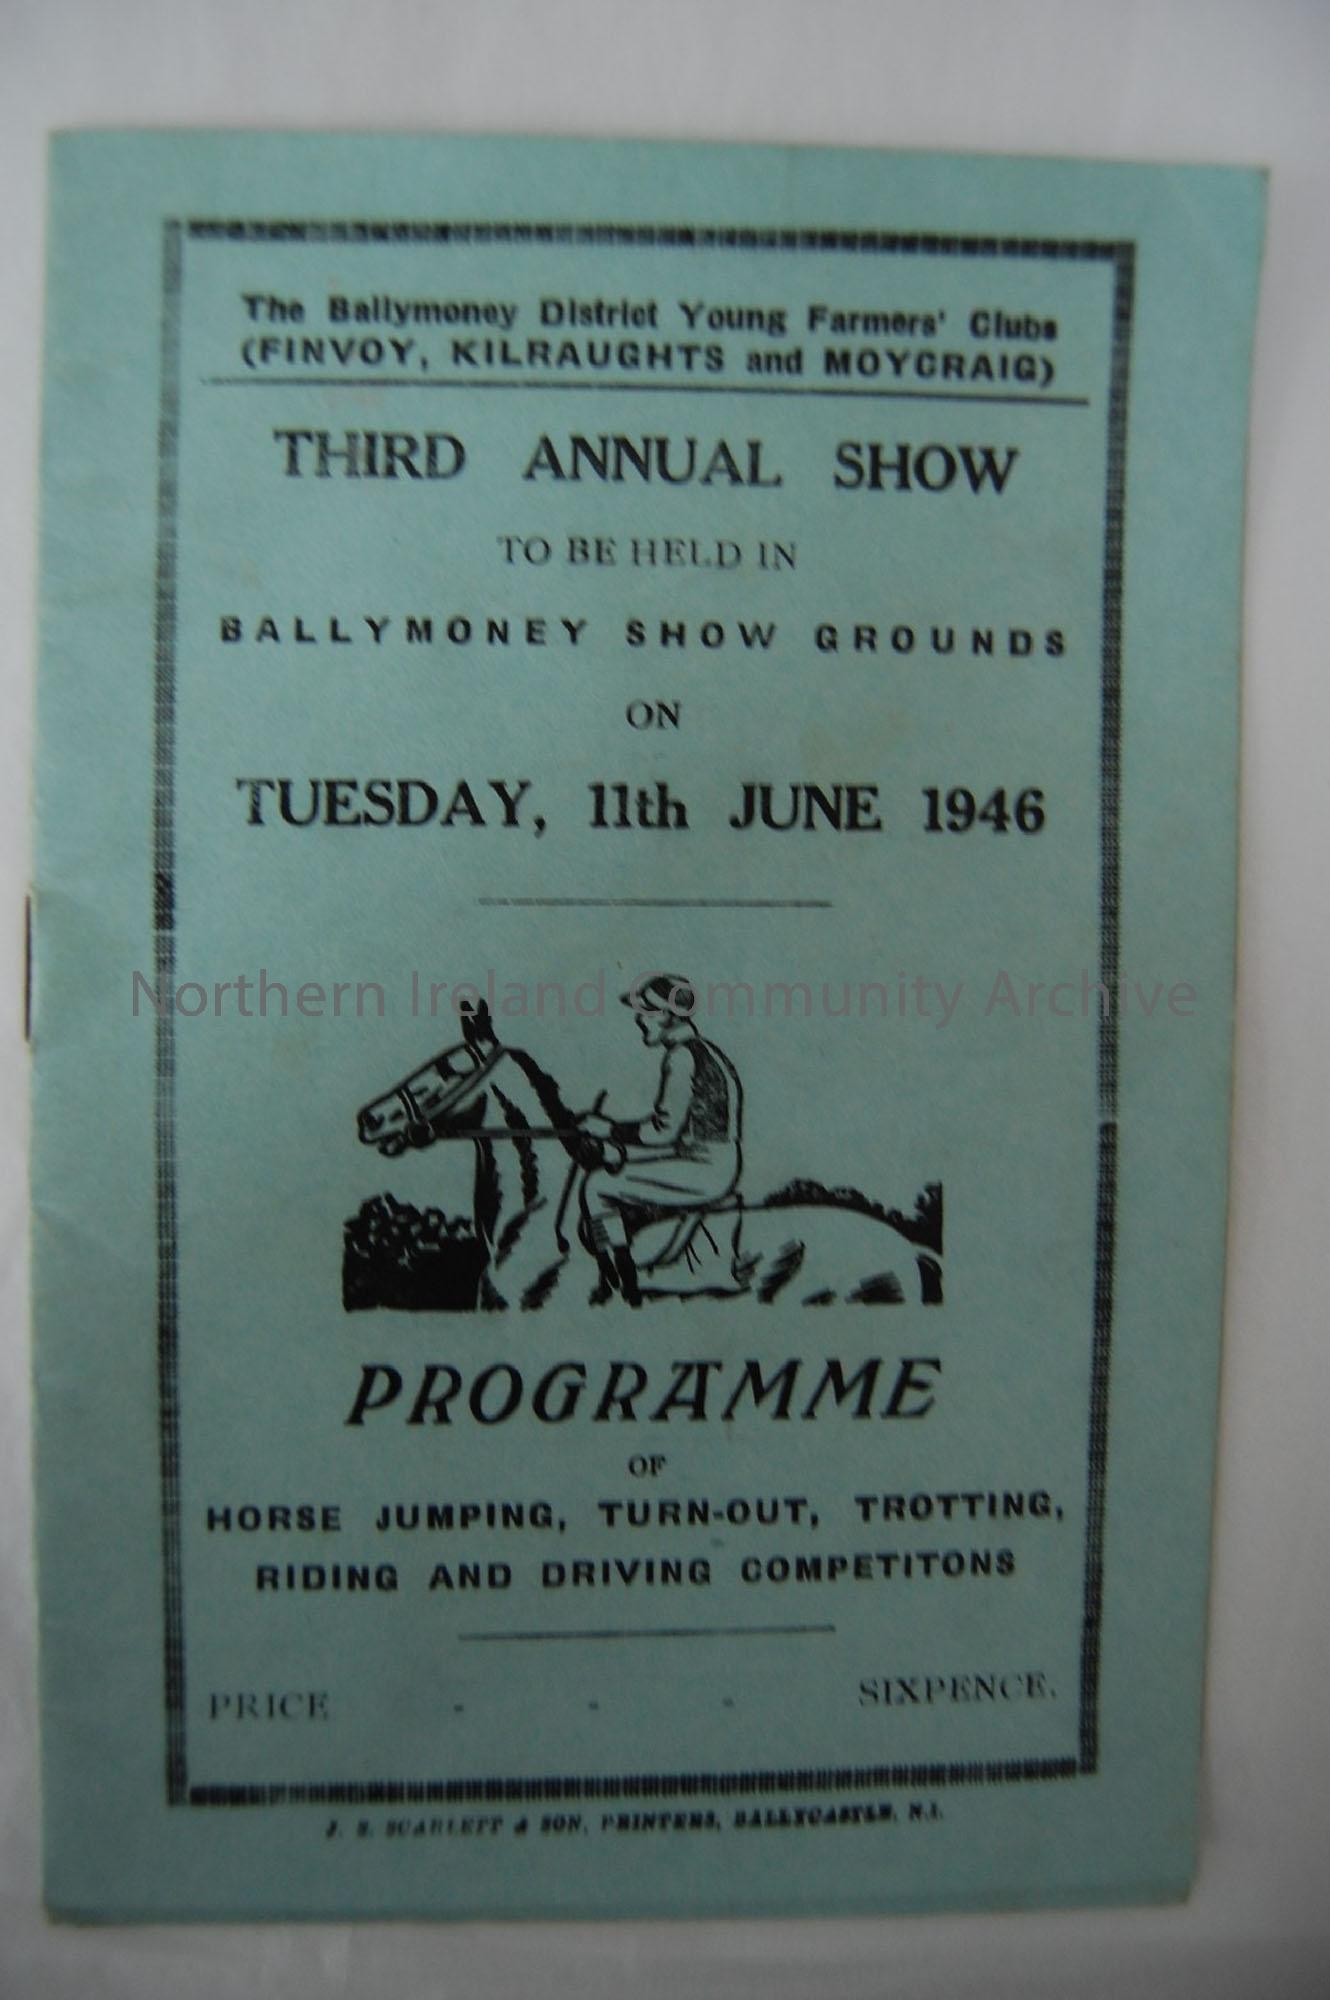 The Ballymoney District Young Farmers' Clubs
(FINVOY, KILRAUGHTS and MOYCRAIG)
THIRD ANNUAL SHOW
TO BE HELD IN
BALLYMONEY SHOW GROUNDS
ON
TUESDAY, 11th JUNE 1946
Northern Ireland Community Archive
PROGRAMME
OF
HORSE JUMPING, TURN-OUT, TROTTING,
RIDING AND DRIVING COMPETITONS
PRICE - - - SIXPENCE.
J. S. SCARLETT & SON, PRINTERS, BALLYCASTLE, N.I.